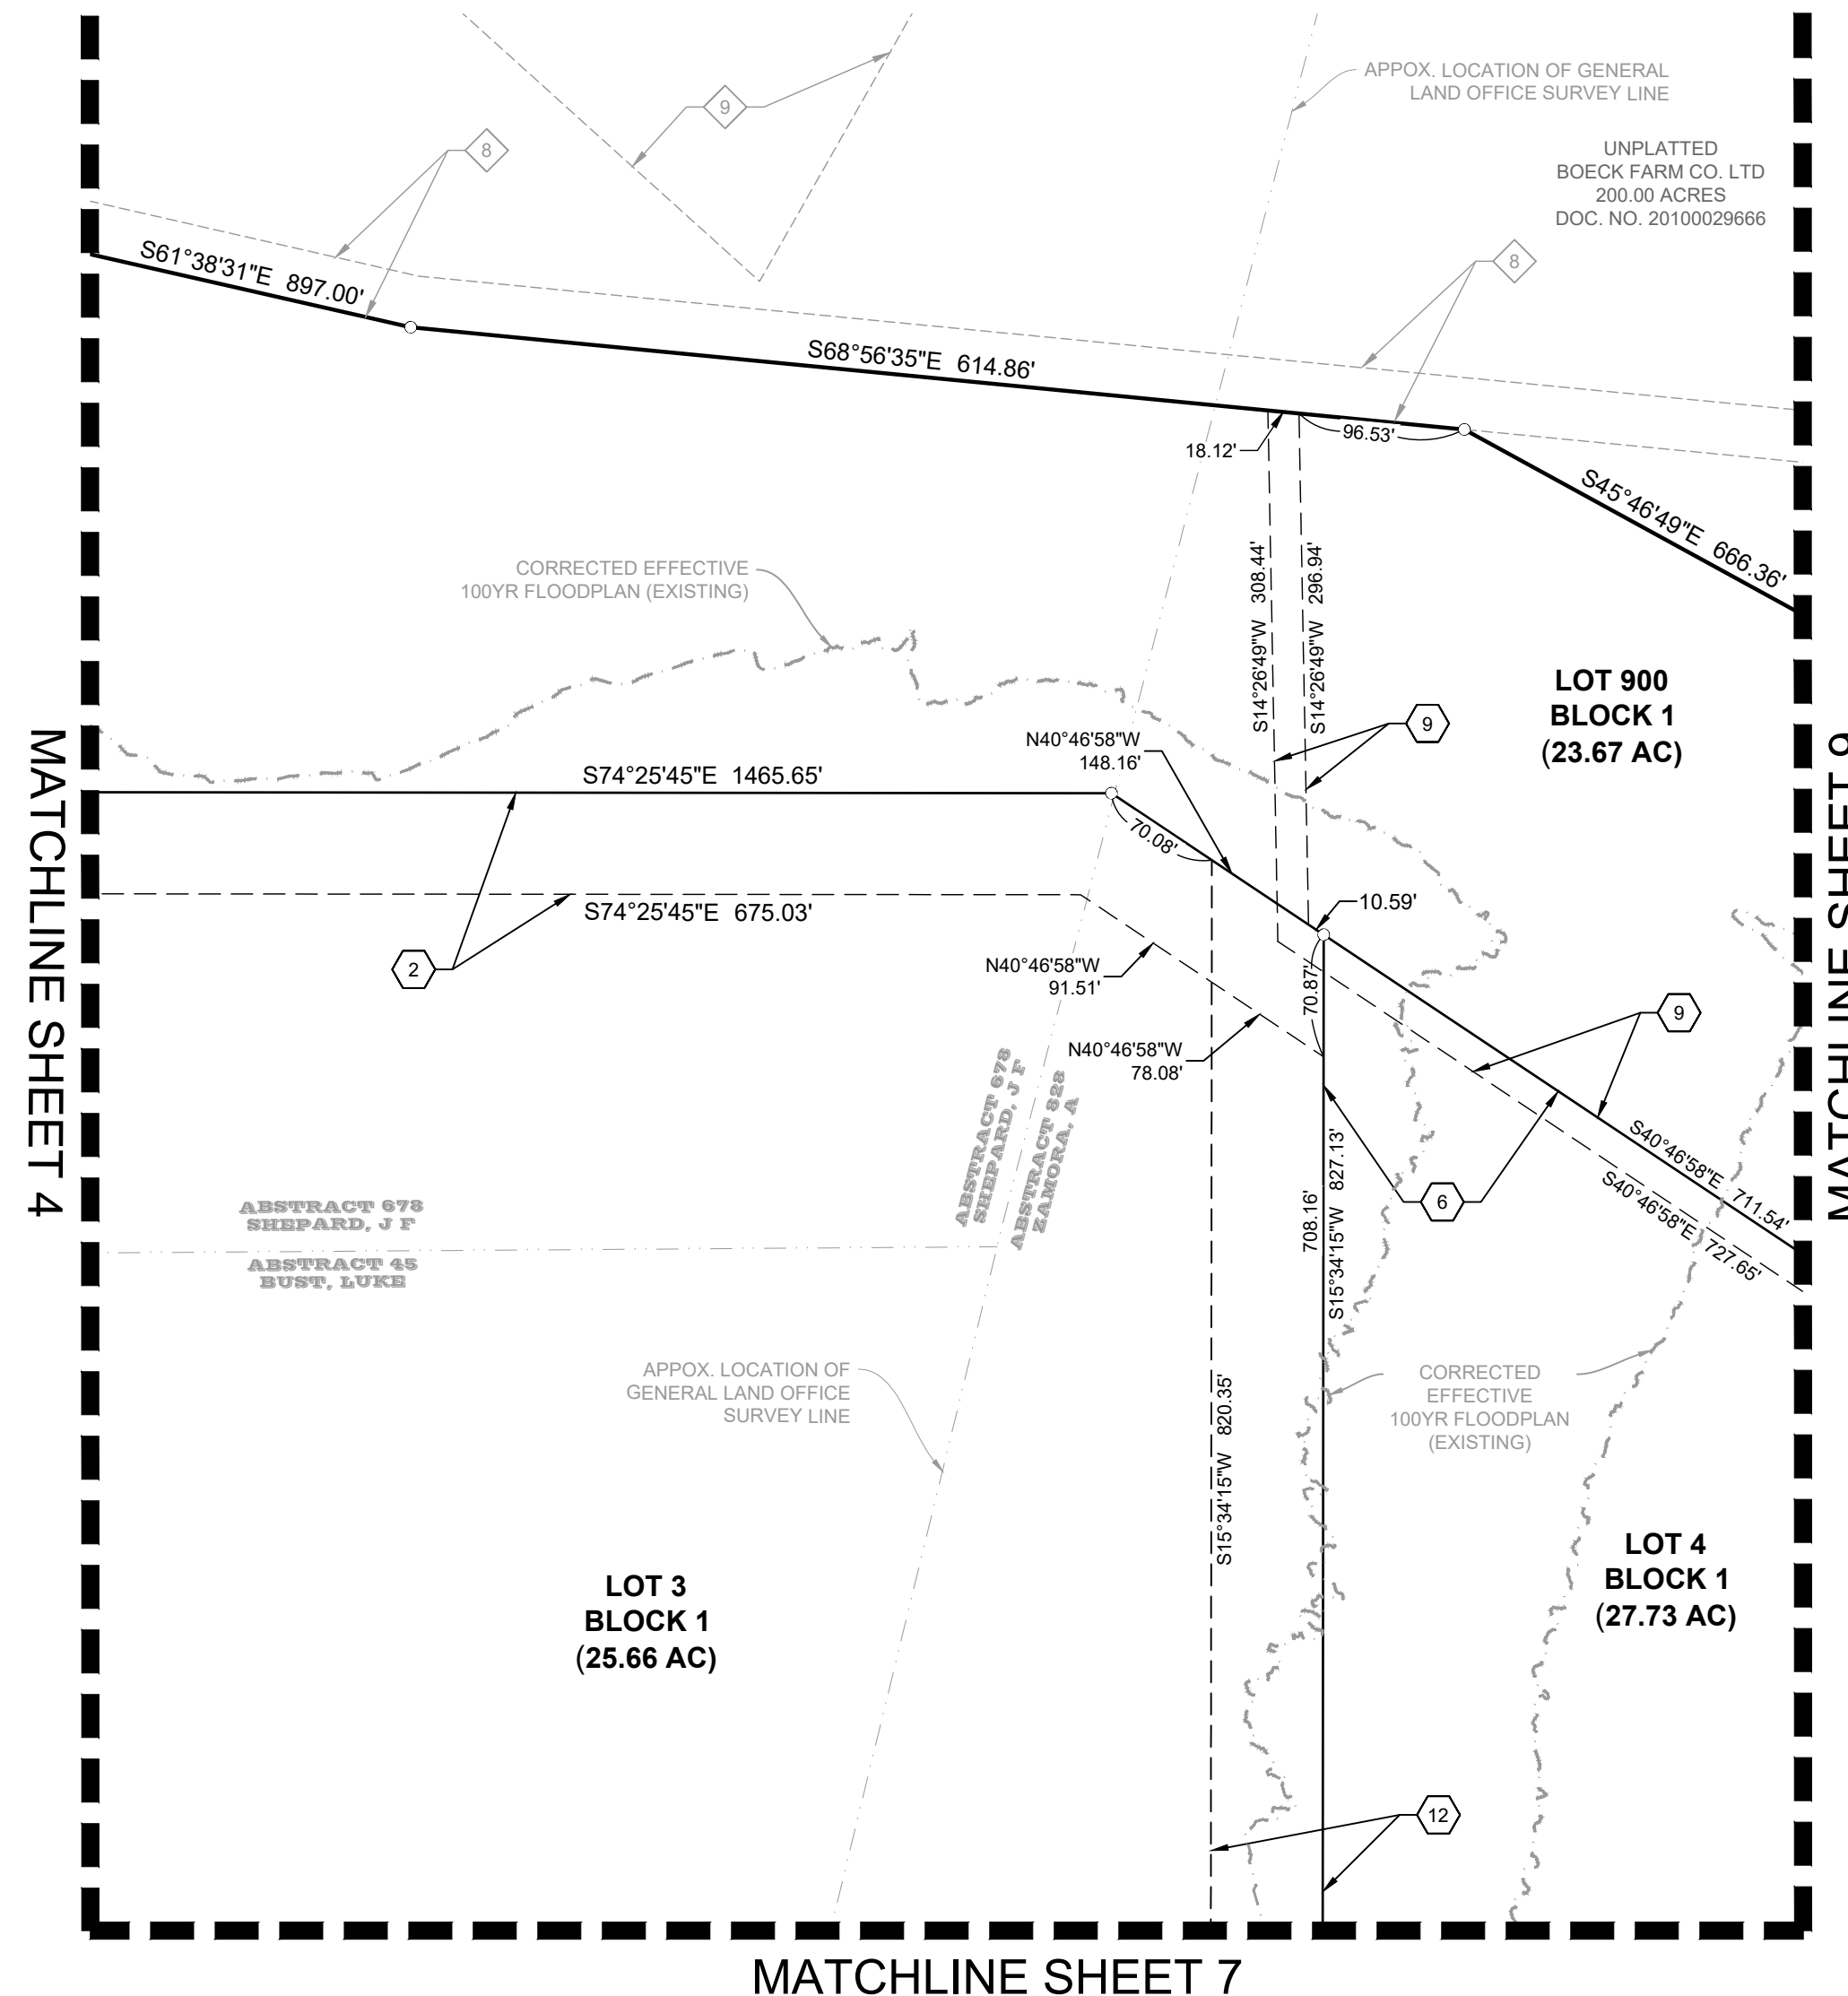 APPOX. LOCATION OF GENERAL
LAND OFFICE SURVEY LINE
9
8
UNPLATTED
BOECK FARM CO. LTD
200.00 ACRES
DOC. NO. 20100029666
8
S61°38'31"E 897.00'
S68°56'35"E 614.86'
18.12'
96.53'
S45°46'49"E 666.36'
CORRECTED EFFECTIVE
100YR FLOODPLAN (EXISTING)
S14°26'49"W 308.44'
S14°26'49"W 296.94'
LOT 900
BLOCK 1
(23.67 AC)
9
N40°46'58"W
148.16'
S74°25'45"E 1465.65'
70.08'
10.59'
S74°25'45"E 675.03'
2
N40°46'58"W
91.51'
70.87'
9
N40°46'58"W
78.08'
MATCHLINE SHEET 4
MATCHLINE SHEET 6
ABSTRACT 678
SHEPARD, J F
ABSTRACT 328
ZAMORA, A
S40°46'58"E 711.54'
S40°46'58"E 727.65'
6
708.16'
S15°34'15"W 827.13'
ABSTRACT 678
SHEPARD, J F
ABSTRACT 45
BUST, LUKE
APPOX. LOCATION OF
GENERAL LAND OFFICE
SURVEY LINE
S15°34'15"W 820.35'
CORRECTED
EFFECTIVE
100YR FLOODPLAN
(EXISTING)
LOT 3
BLOCK 1
(25.66 AC)
LOT 4
BLOCK 1
(27.73 AC)
12
MATCHLINE SHEET 7